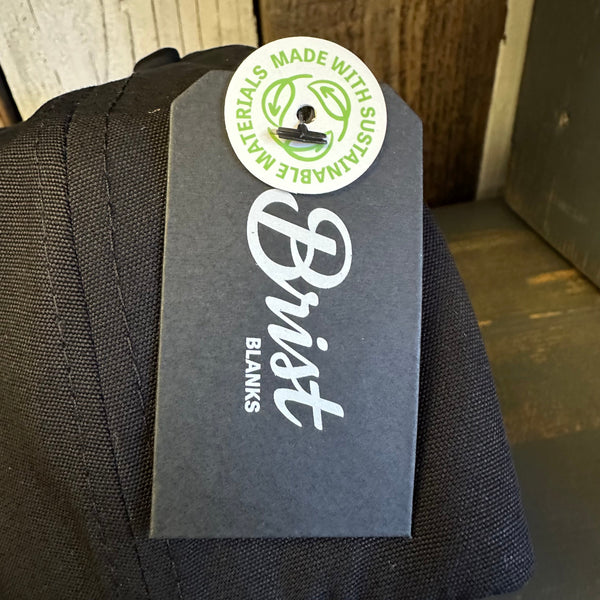 MADE WITH SUSTAINABLE MATERIALS
Brist
BLANKS